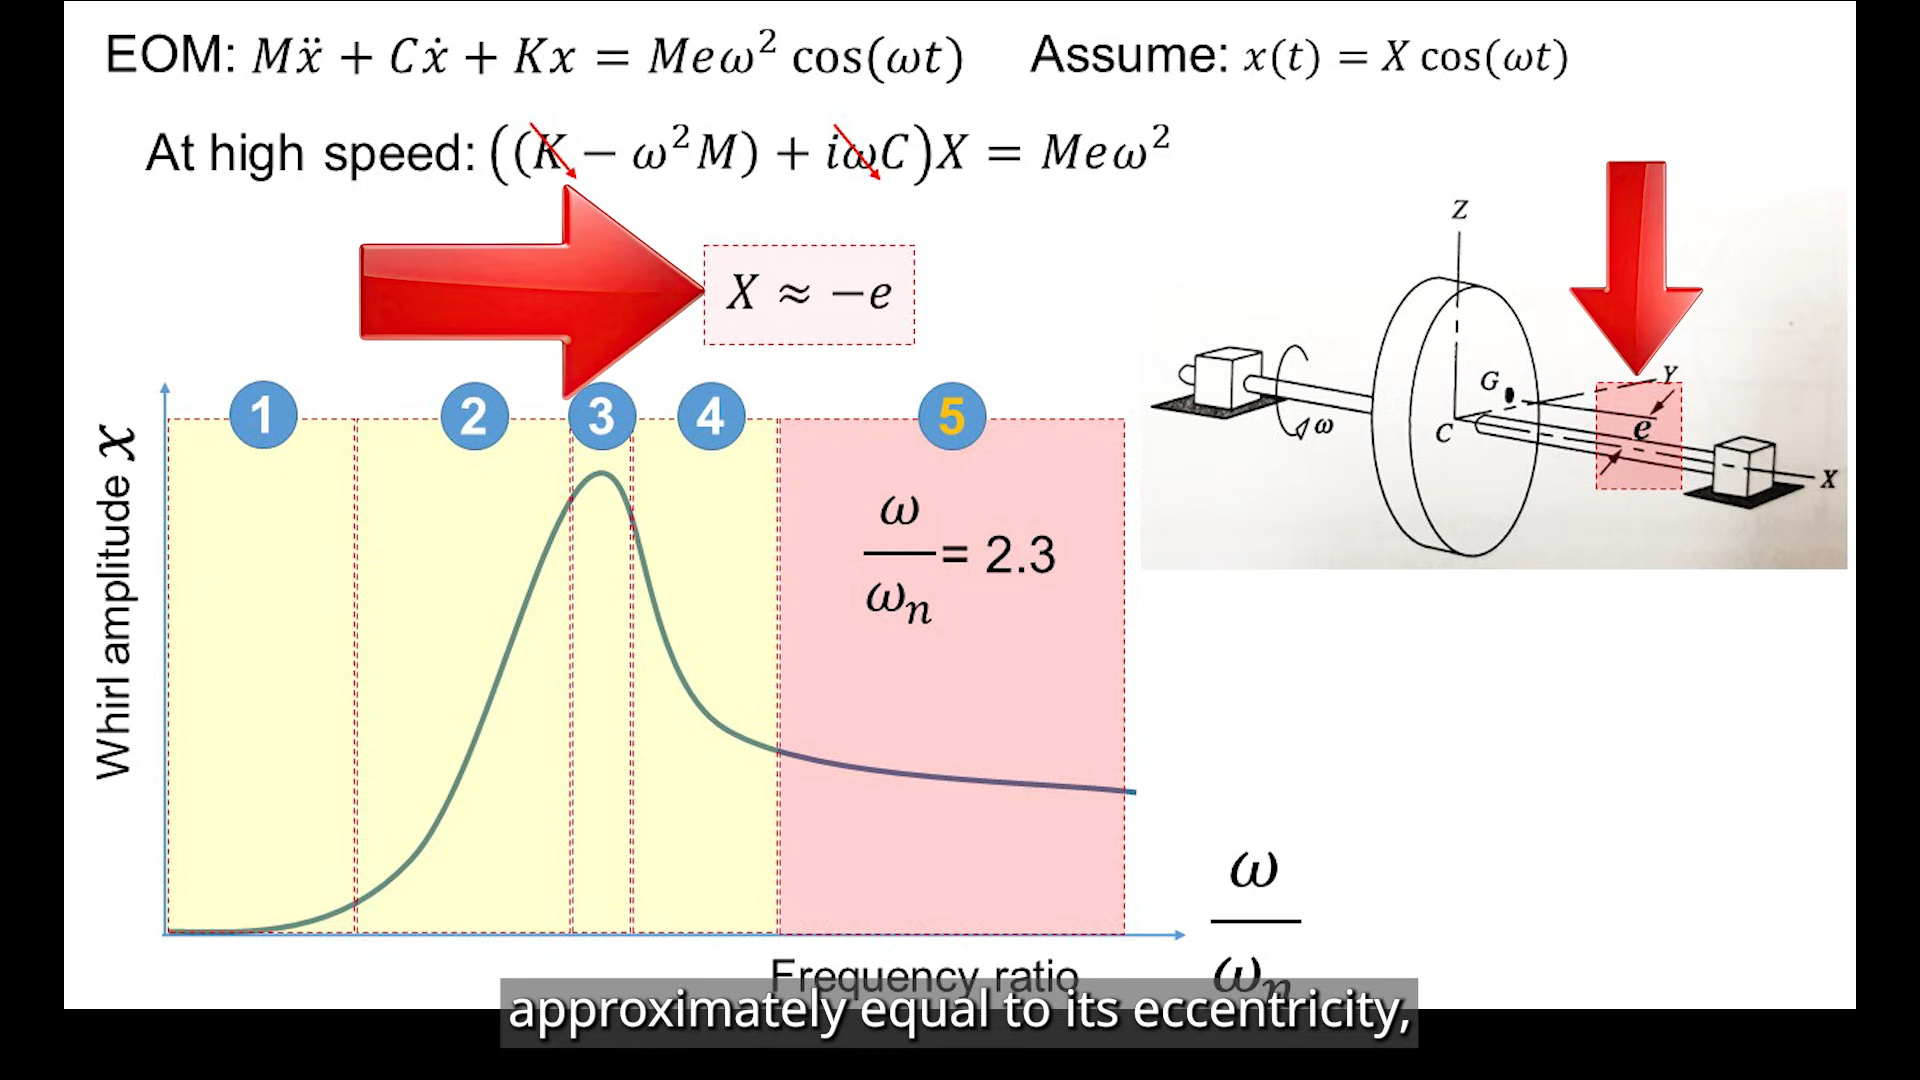 EOM: Mẍ + Cẋ + Kx = Meω² cos(ωt) Assume: x(t) = X cos(ωt)
At high speed: ((K − ω²M) + iωC)X = Meω²
X ≈ −e
Z
G
Y
C
e
ω
X
1 2 3 4 5
ω
ωₙ
= 2.3
Whirl amplitude x
Frequency ratio
ω
ωₙ
approximately equal to its eccentricity,